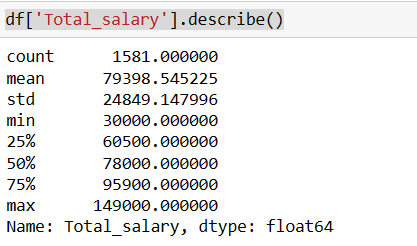 df['Total_salary'].describe()
count 1581.000000
mean 79398.545225
std 24849.147996
min 30000.000000
25% 60500.000000
50% 78000.000000
75% 95900.000000
max 149000.000000
Name: Total_salary, dtype: float64